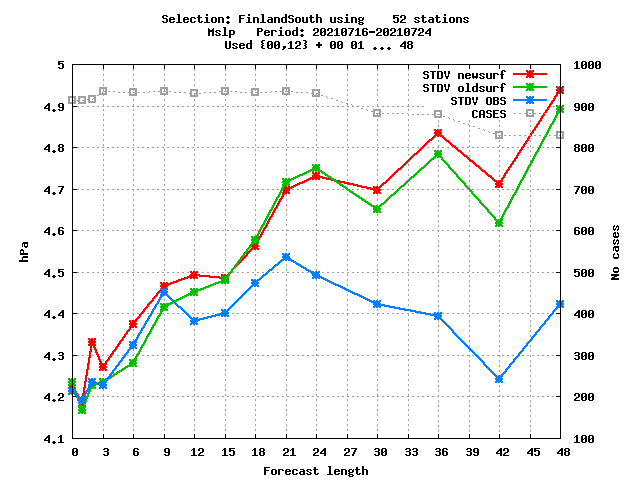 Selection: FinlandSouth using    52 stations
Mslp   Period: 20210716-20210724
Used {00,12} + 00 01 ... 48
STDV newsurf
STDV oldsurf
STDV OBS
CASES
5
4.9
4.8
4.7
4.6
4.5
4.4
4.3
4.2
4.1
hPa
1000
900
800
700
600
500
400
300
200
100
No cases
0 3 6 9 12 15 18 21 24 27 30 33 36 39 42 45 48
Forecast length